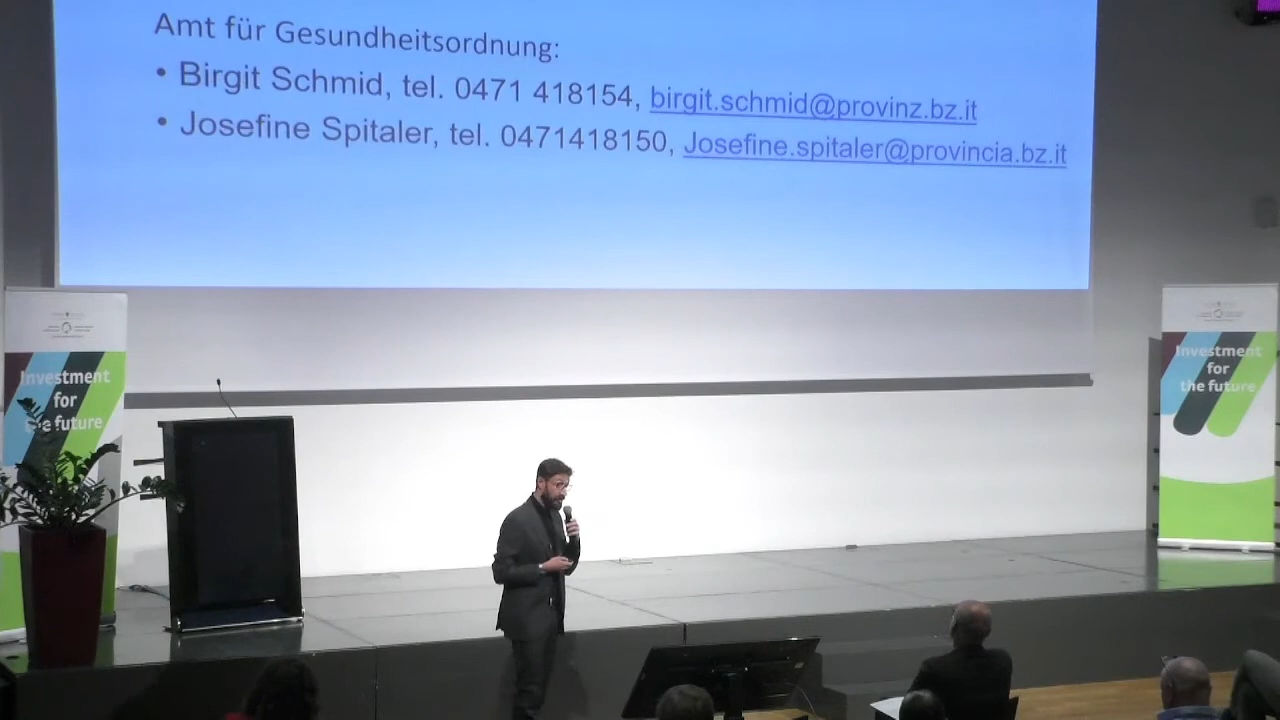 Amt für Gesundheitsordnung:
• Birgit Schmid, tel. 0471 418154, birgit.schmid@provinz.bz.it
• Josefine Spitaler, tel. 0471418150, Josefine.spitaler@provincia.bz.it
Investment
for
the future
Investment
for
the future